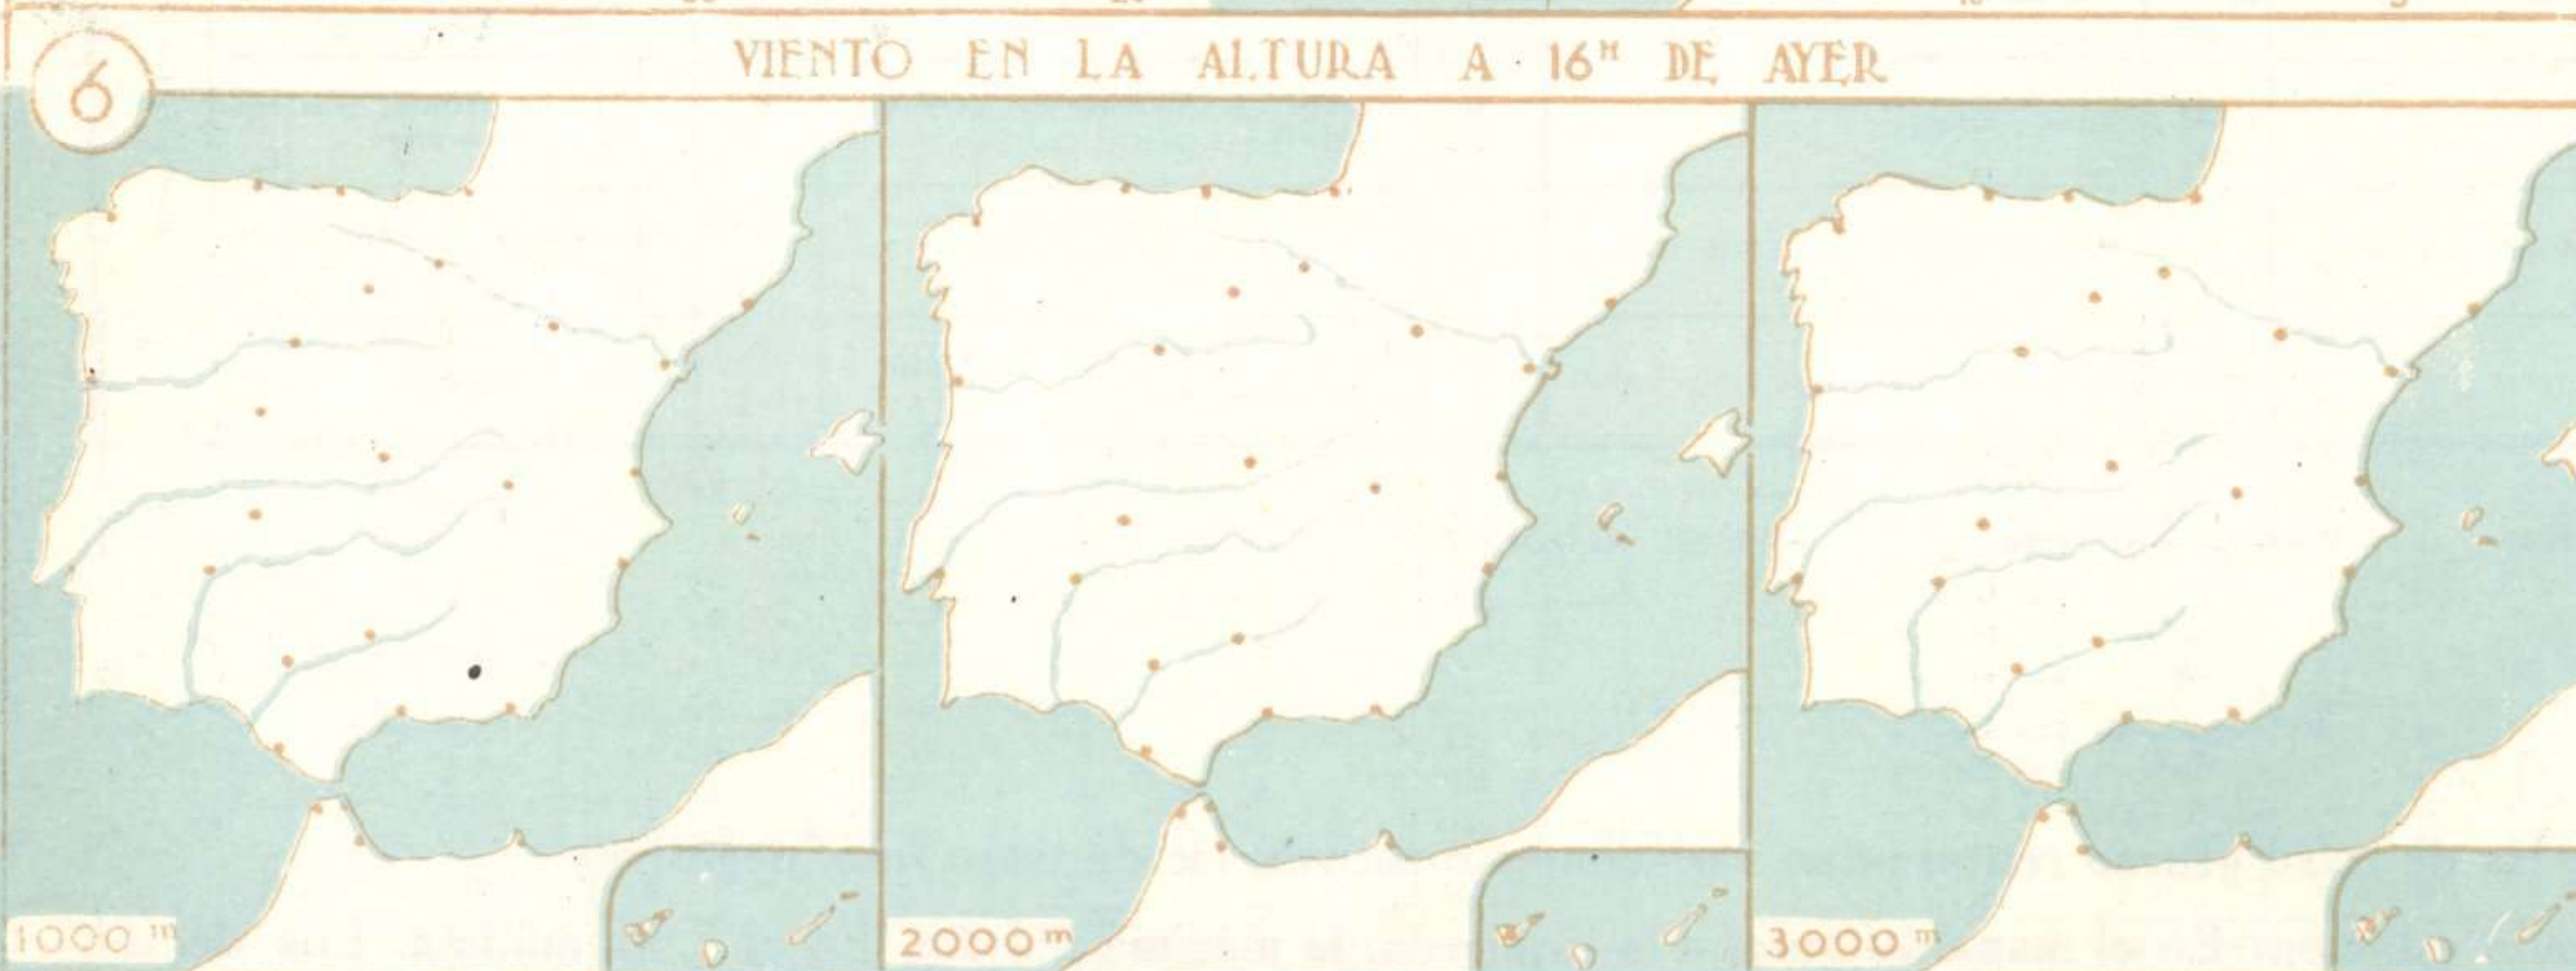 6
VIENTO EN LA ALTURA A 16H DE AYER
1000 m
2000 m
3000 m